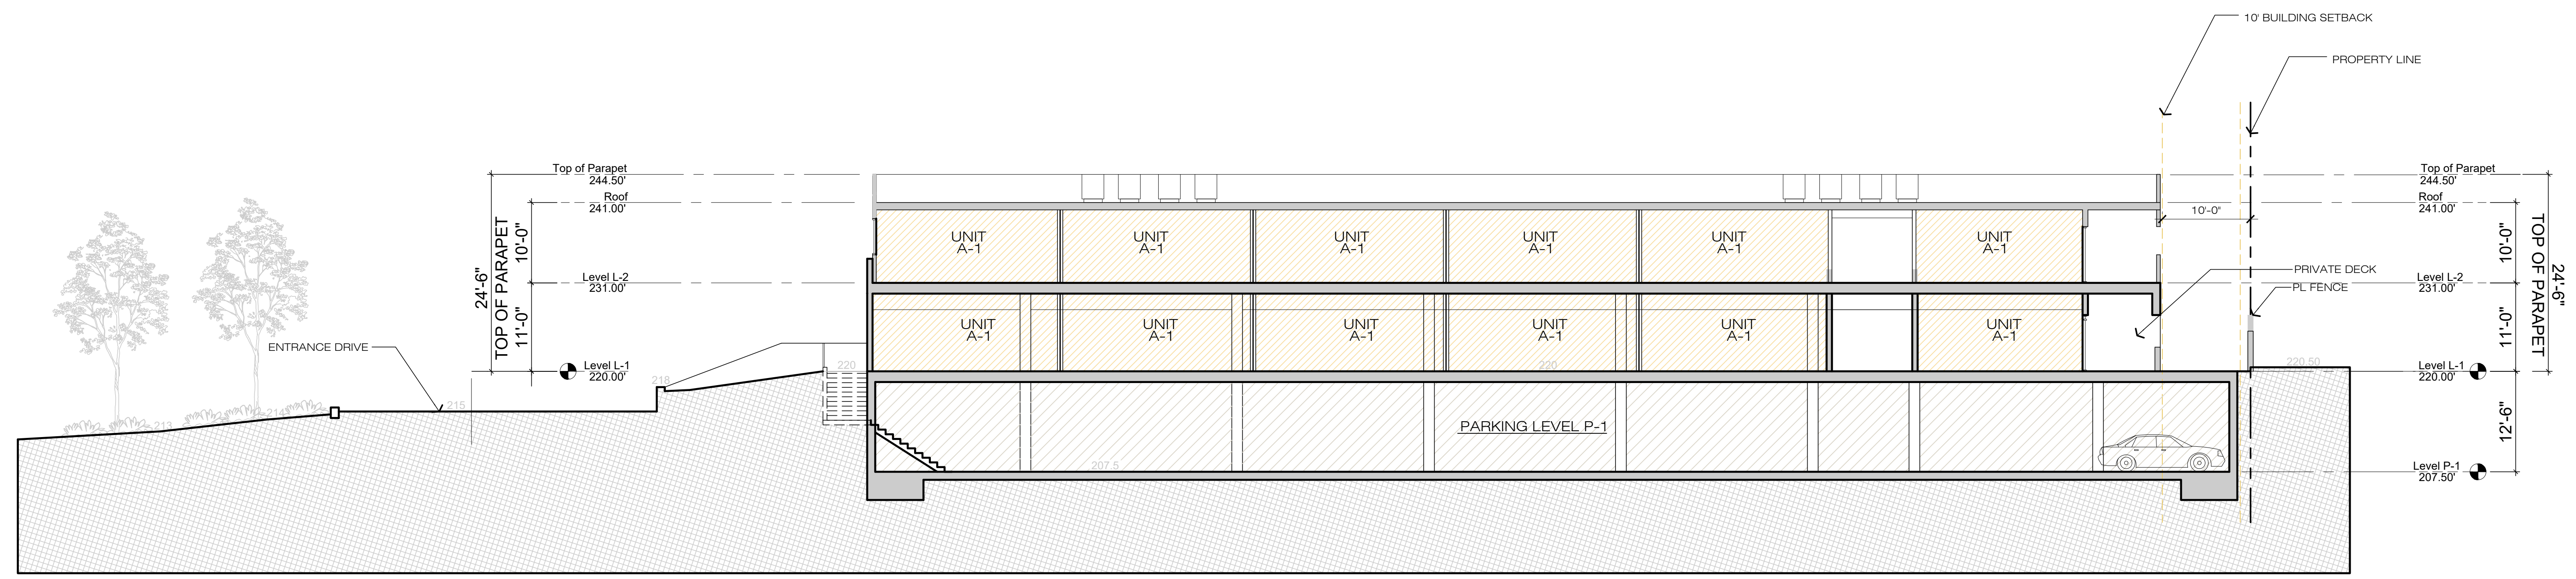 10' BUILDING SETBACK
PROPERTY LINE
Top of Parapet
244.50'
Roof
241.00'
Level L-2
231.00'
Level L-1
220.00'
24'-6"
TOP OF PARAPET
10'-0"
11'-0"
ENTRANCE DRIVE
213
214
215
218
220
UNIT
A-1
UNIT
A-1
UNIT
A-1
UNIT
A-1
UNIT
A-1
UNIT
A-1
UNIT
A-1
UNIT
A-1
UNIT
A-1
UNIT
A-1
UNIT
A-1
UNIT
A-1
220
PARKING LEVEL P-1
207.5
10'-0"
PRIVATE DECK
PL FENCE
220.50
Top of Parapet
244.50'
Roof
241.00'
Level L-2
231.00'
Level L-1
220.00'
Level P-1
207.50'
10'-0"
11'-0"
12'-6"
TOP OF PARAPET
24'-6"